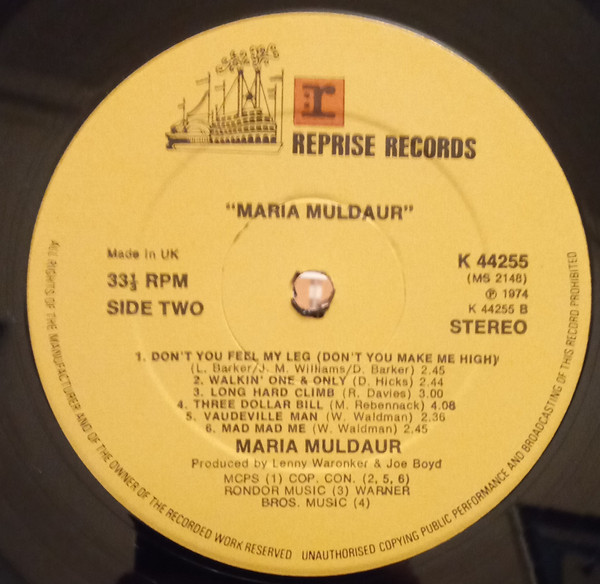 r
REPRISE RECORDS
"MARIA MULDAUR"
Made in UK
33⅓ RPM
SIDE TWO
K 44255
(MS 2148)
℗ 1974
K 44255 B
STEREO
1. DON'T YOU FEEL MY LEG (DON'T YOU MAKE ME HIGH)
(L. Barker/J. M. Williams/D. Barker) 2.45
2. WALKIN' ONE & ONLY (D. Hicks) 2.44
3. LONG HARD CLIMB (R. Davies) 3.00
4. THREE DOLLAR BILL (M. Rebennack) 4.08
5. VAUDEVILLE MAN (W. Waldman) 2.36
6. MAD MAD ME (W. Waldman) 2.45
MARIA MULDAUR
Produced by Lenny Waronker & Joe Boyd
MCPS (1) COP. CON. (2, 5, 6)
RONDOR MUSIC (3) WARNER
BROS. MUSIC (4)
ALL RIGHTS OF THE MANUFACTURER AND OF THE OWNER OF THE RECORDED WORK RESERVED UNAUTHORISED COPYING PUBLIC PERFORMANCE AND BROADCASTING OF THIS RECORD PROHIBITED